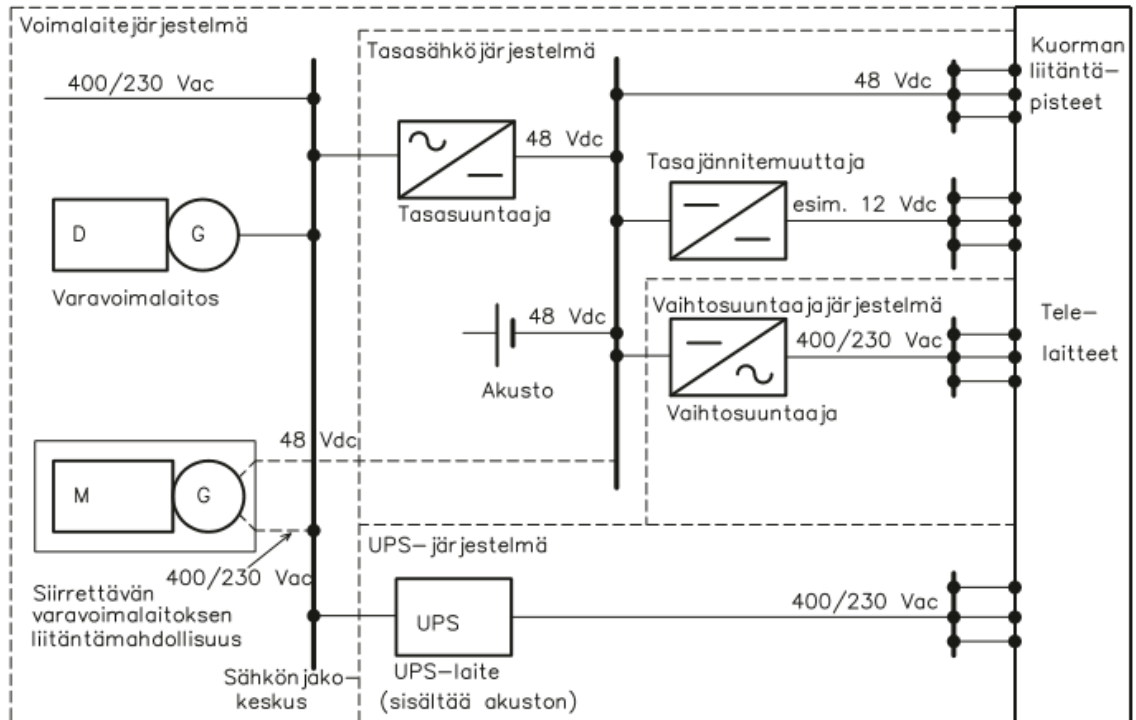 Voimalaitejärjestelmä
400/230 Vac
D
G
Varavoimalaitos
48 Vdc
M
G
400/230 Vac
Siirrettävän
varavoimalaitoksen
liitäntämahdollisuus
Sähkönjako-
keskus
Tasasähköjärjestelmä
48 Vdc
Tasasuuntaaja
48 Vdc
Akusto
48 Vdc
Tasajännitemuuttaja
esim. 12 Vdc
Vaihtosuuntaajajärjestelmä
400/230 Vac
Vaihtosuuntaaja
UPS-järjestelmä
UPS
400/230 Vac
UPS-laite
(sisältää akuston)
Kuorman
liitäntä-
pisteet
Tele-
laitteet